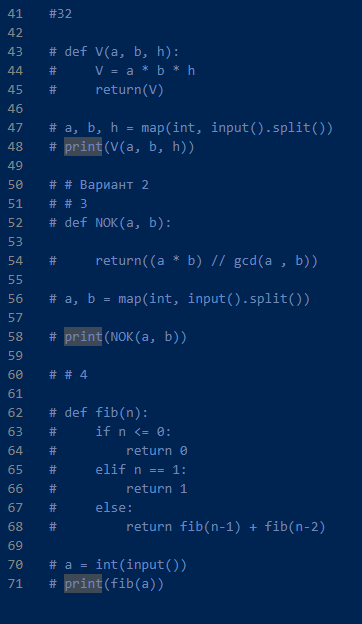 41 #32
42
43 # def V(a, b, h):
44 #     V = a * b * h
45 #     return(V)
46
47 # a, b, h = map(int, input().split())
48 # print(V(a, b, h))
49
50 # # Вариант 2
51 # # 3
52 # def NOK(a, b):
53
54 #     return((a * b) // gcd(a , b))
55
56 # a, b = map(int, input().split())
57
58 # print(NOK(a, b))
59
60 # # 4
61
62 # def fib(n):
63 #     if n <= 0:
64 #         return 0
65 #     elif n == 1:
66 #         return 1
67 #     else:
68 #         return fib(n-1) + fib(n-2)
69
70 # a = int(input())
71 # print(fib(a))